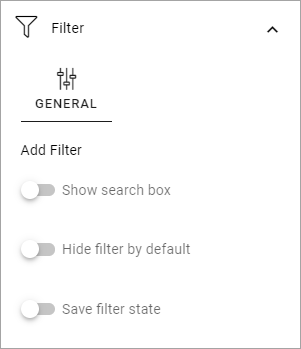 Filter
GENERAL
Add Filter
Show search box
Hide filter by default
Save filter state